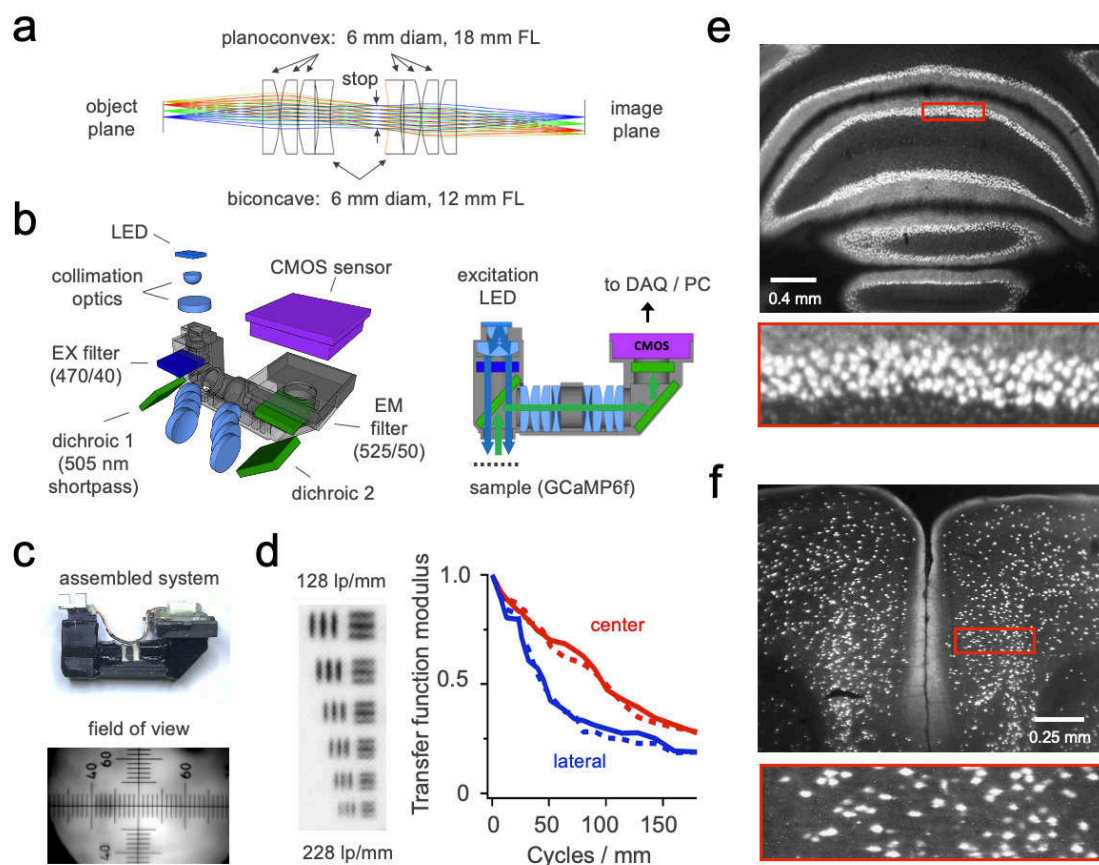 a
planoconvex: 6 mm diam, 18 mm FL
stop
object
plane
image
plane
biconcave: 6 mm diam, 12 mm FL
b
LED
collimation
optics
CMOS sensor
EX filter
(470/40)
dichroic 1
(505 nm
shortpass)
EM
filter
(525/50)
dichroic 2
excitation
LED
to DAQ / PC
CMOS
sample (GCaMP6f)
c
assembled system
field of view
40
60
60
40
d
128 lp/mm
228 lp/mm
Transfer function modulus
1.0
0.5
0
center
lateral
0
50
100
150
Cycles / mm
e
0.4 mm
f
0.25 mm